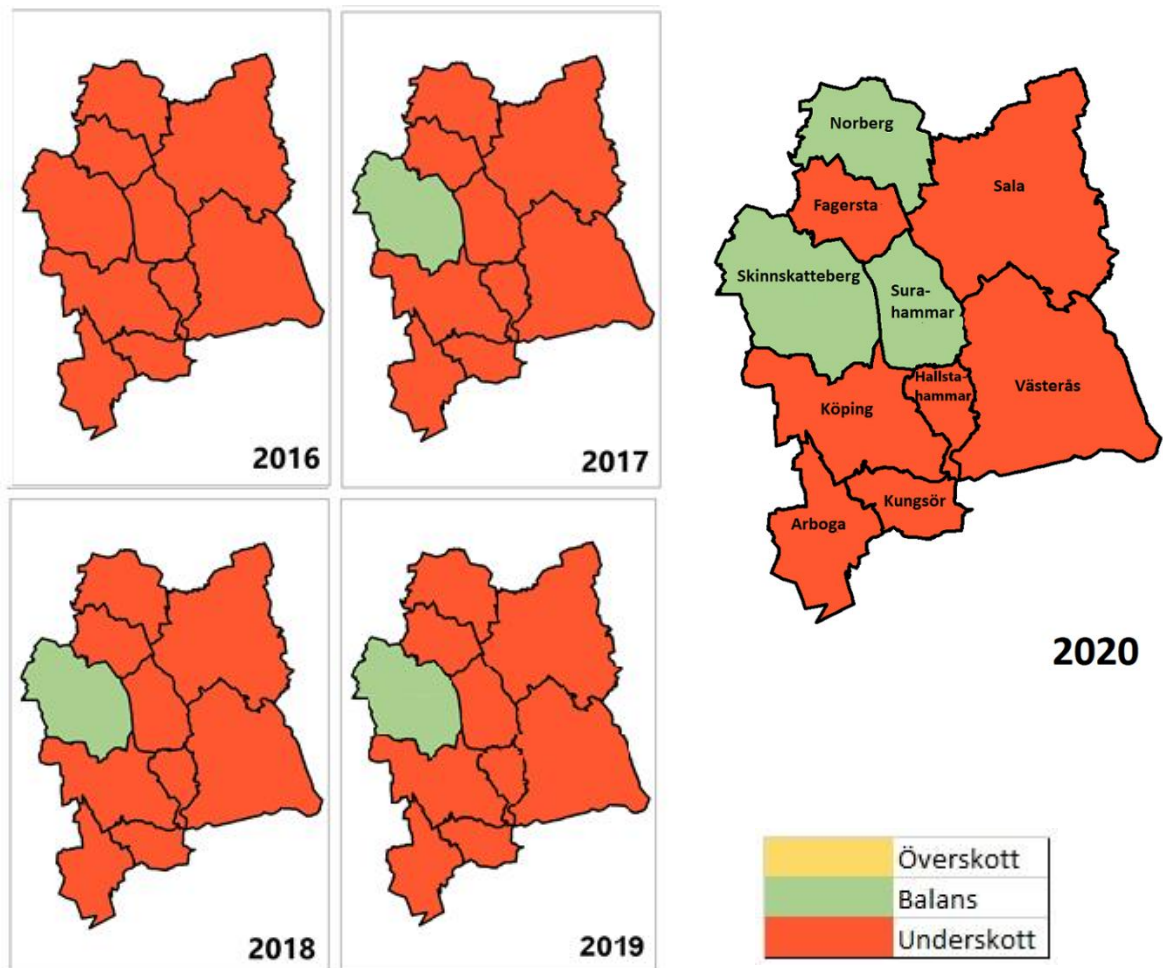 2016
2017
2018
2019
Norberg
Sala
Fagersta
Skinnskatteberg
Sura-
hammar
Hallsta-
hammar
Västerås
Köping
Kungsör
Arboga
2020
Överskott
Balans
Underskott